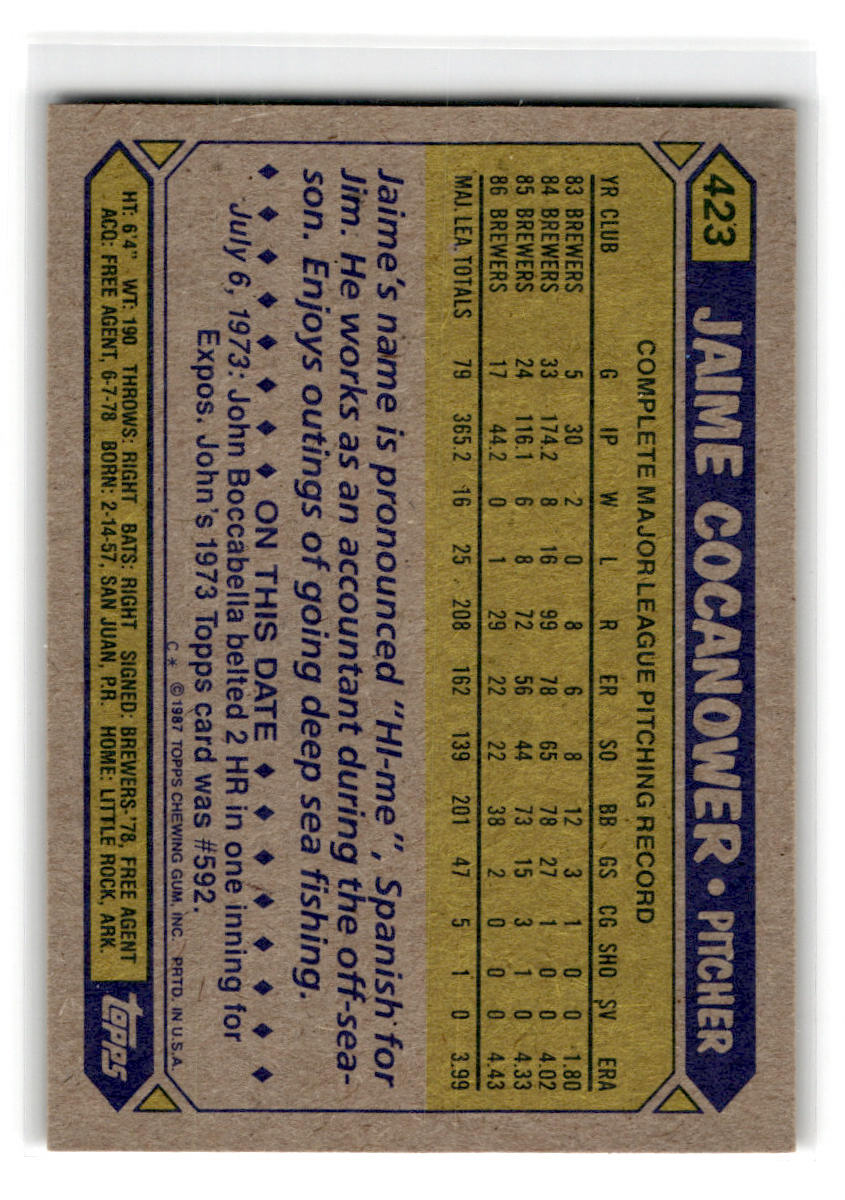 423 JAIME COCANOWER • PITCHER
COMPLETE MAJOR LEAGUE PITCHING RECORD
YR CLUB G IP W L R ER SO BB GS CG SHO SV ERA
83 BREWERS 5 30 2 0 8 6 8 12 3 1 0 0 1.80
84 BREWERS 33 174.2 8 16 99 78 65 78 27 1 0 0 4.02
85 BREWERS 24 116.1 6 8 72 56 44 73 15 3 1 0 4.33
86 BREWERS 17 44.2 0 1 29 22 22 38 2 0 0 0 4.43
MAJ. LEA. TOTALS 79 365.2 16 25 208 162 139 201 47 5 1 0 3.99
Jaime's name is pronounced "HI-me", Spanish for
Jim. He works as an accountant during the off-sea-
son. Enjoys outings of going deep sea fishing.
◆ ◆ ◆ ◆ ◆ ◆ ◆ ◆ ON THIS DATE ◆ ◆ ◆ ◆ ◆ ◆ ◆ ◆
July 6, 1973: John Boccabella belted 2 HR in one inning for
Expos. John's 1973 Topps card was #592.
C * © 1987 TOPPS CHEWING GUM, INC. PRTD. IN U.S.A.
HT: 6'4" WT: 190 THROWS: RIGHT BATS: RIGHT SIGNED: BREWERS-'78, FREE AGENT
ACQ: FREE AGENT, 6-7-78 BORN: 2-14-57, SAN JUAN, P.R. HOME: LITTLE ROCK, ARK.
topps